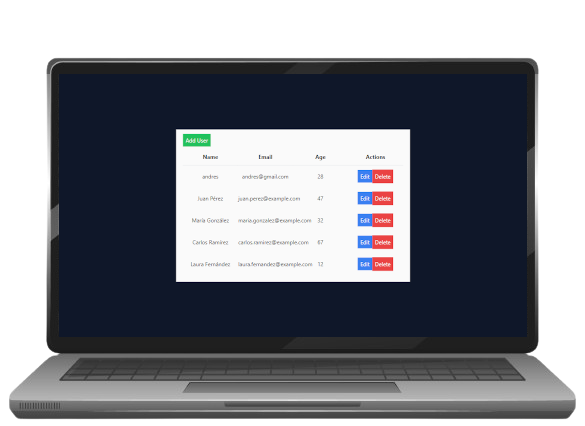 Add User
Name Email Age Actions
andres andres@gmail.com 28 Edit Delete
Juan Pérez juan.perez@example.com 47 Edit Delete
María González maria.gonzalez@example.com 32 Edit Delete
Carlos Ramírez carlos.ramirez@example.com 67 Edit Delete
Laura Fernández laura.fernandez@example.com 12 Edit Delete